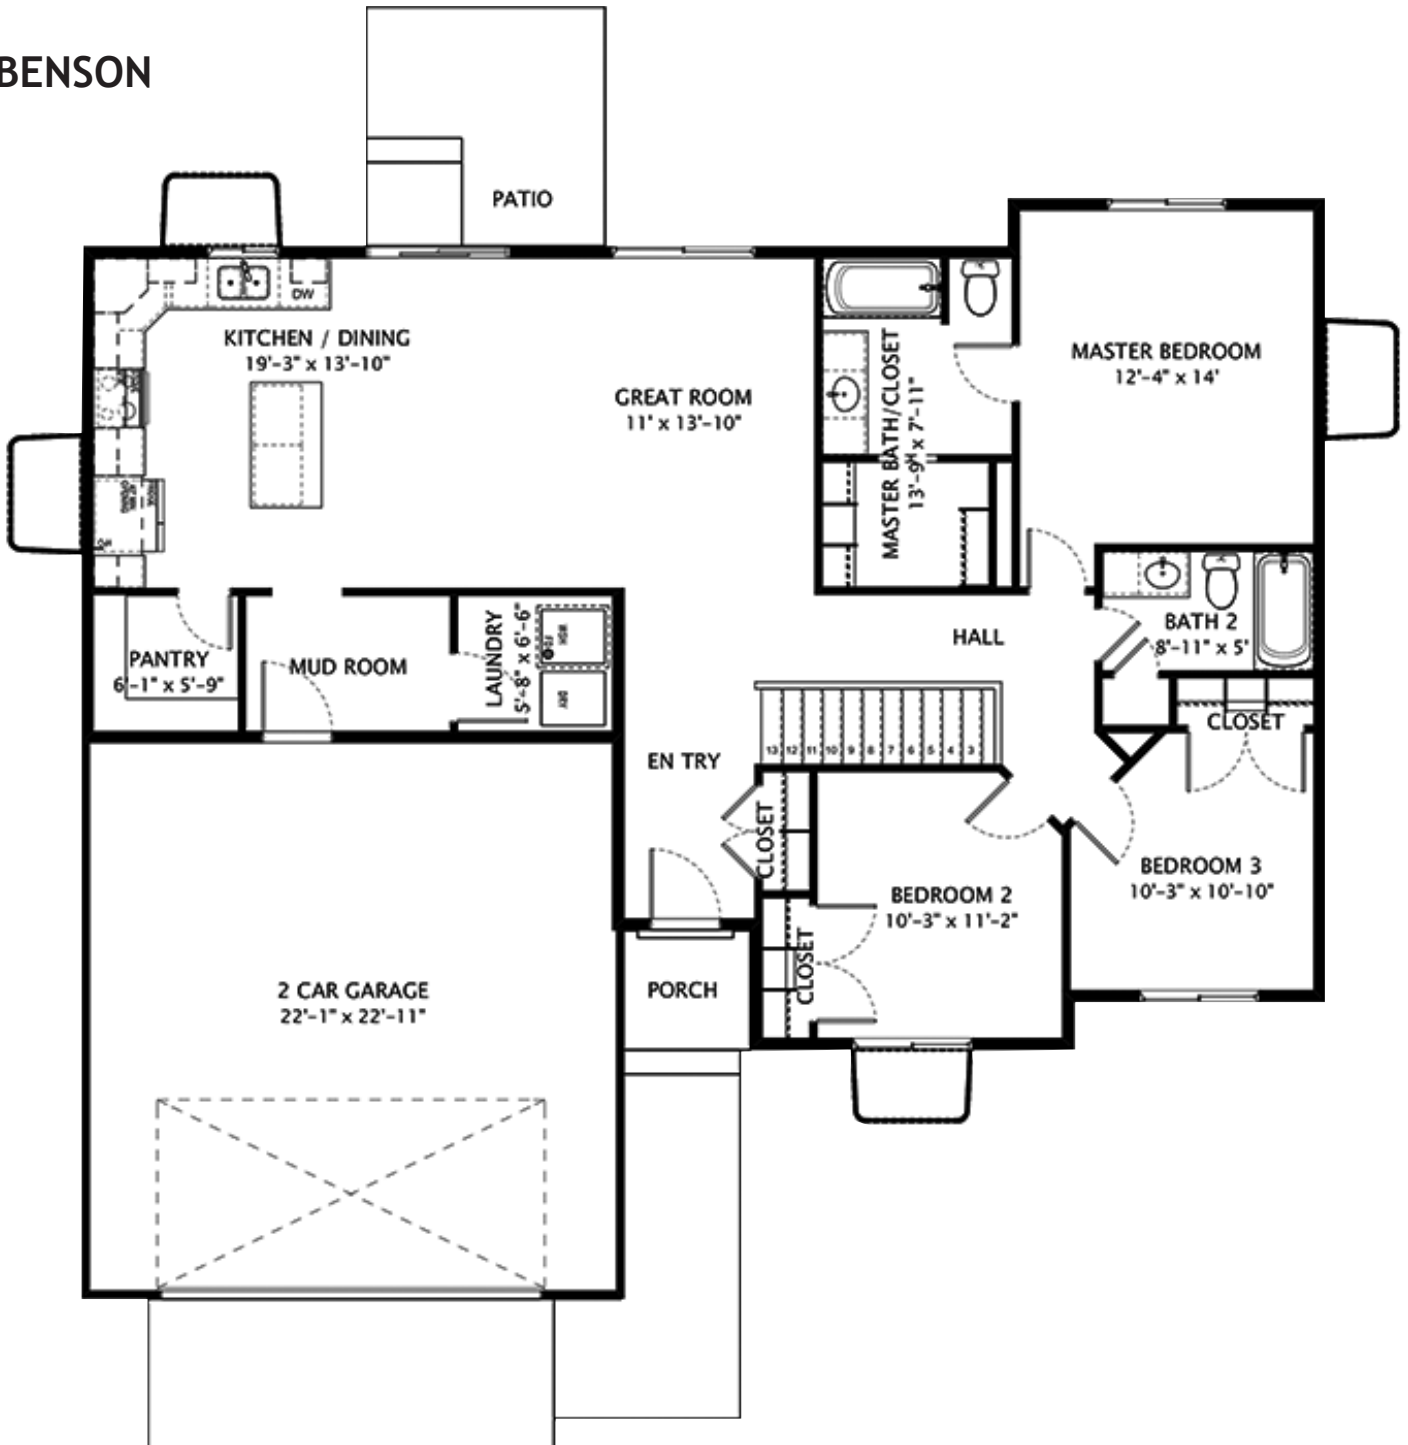 BENSON
PATIO
DW
KITCHEN / DINING
19'-3" x 13'-10"
GREAT ROOM
11' x 13'-10"
MASTER BATH/CLOSET
13'-9" x 7'-11"
MASTER BEDROOM
12'-4" x 14'
PANTRY
6'-1" x 5'-9"
MUD ROOM
LAUNDRY
5'-8" x 6'-6"
WSH
DRY
HALL
BATH 2
8'-11" x 5'
CLOSET
EN TRY
13 12 11 10 9 8 7 6 5 4 3
CLOSET
BEDROOM 2
10'-3" x 11'-2"
BEDROOM 3
10'-3" x 10'-10"
CLOSET
2 CAR GARAGE
22'-1" x 22'-11"
PORCH